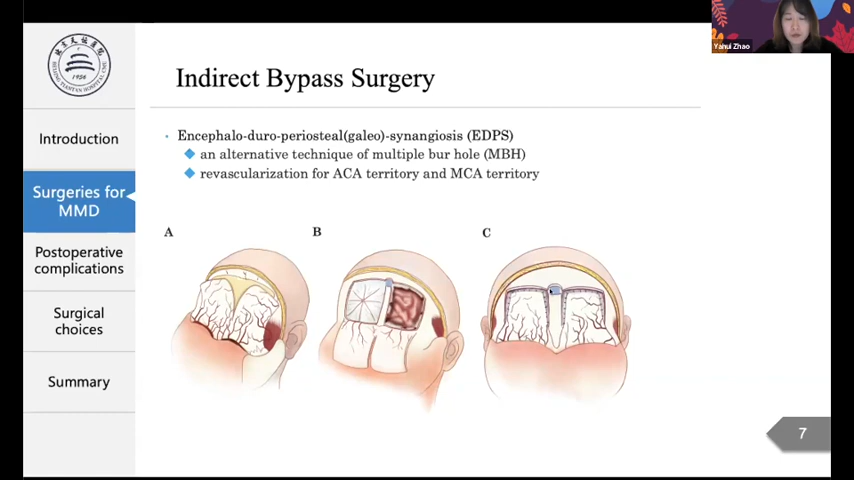 Yahui Zhao
1956
Indirect Bypass Surgery
Introduction
Surgeries for
MMD
Postoperative
complications
Surgical
choices
Summary
• Encephalo-duro-periosteal(galeo)-synangiosis (EDPS)
◆ an alternative technique of multiple bur hole (MBH)
◆ revascularization for ACA territory and MCA territory
A
B
C
7